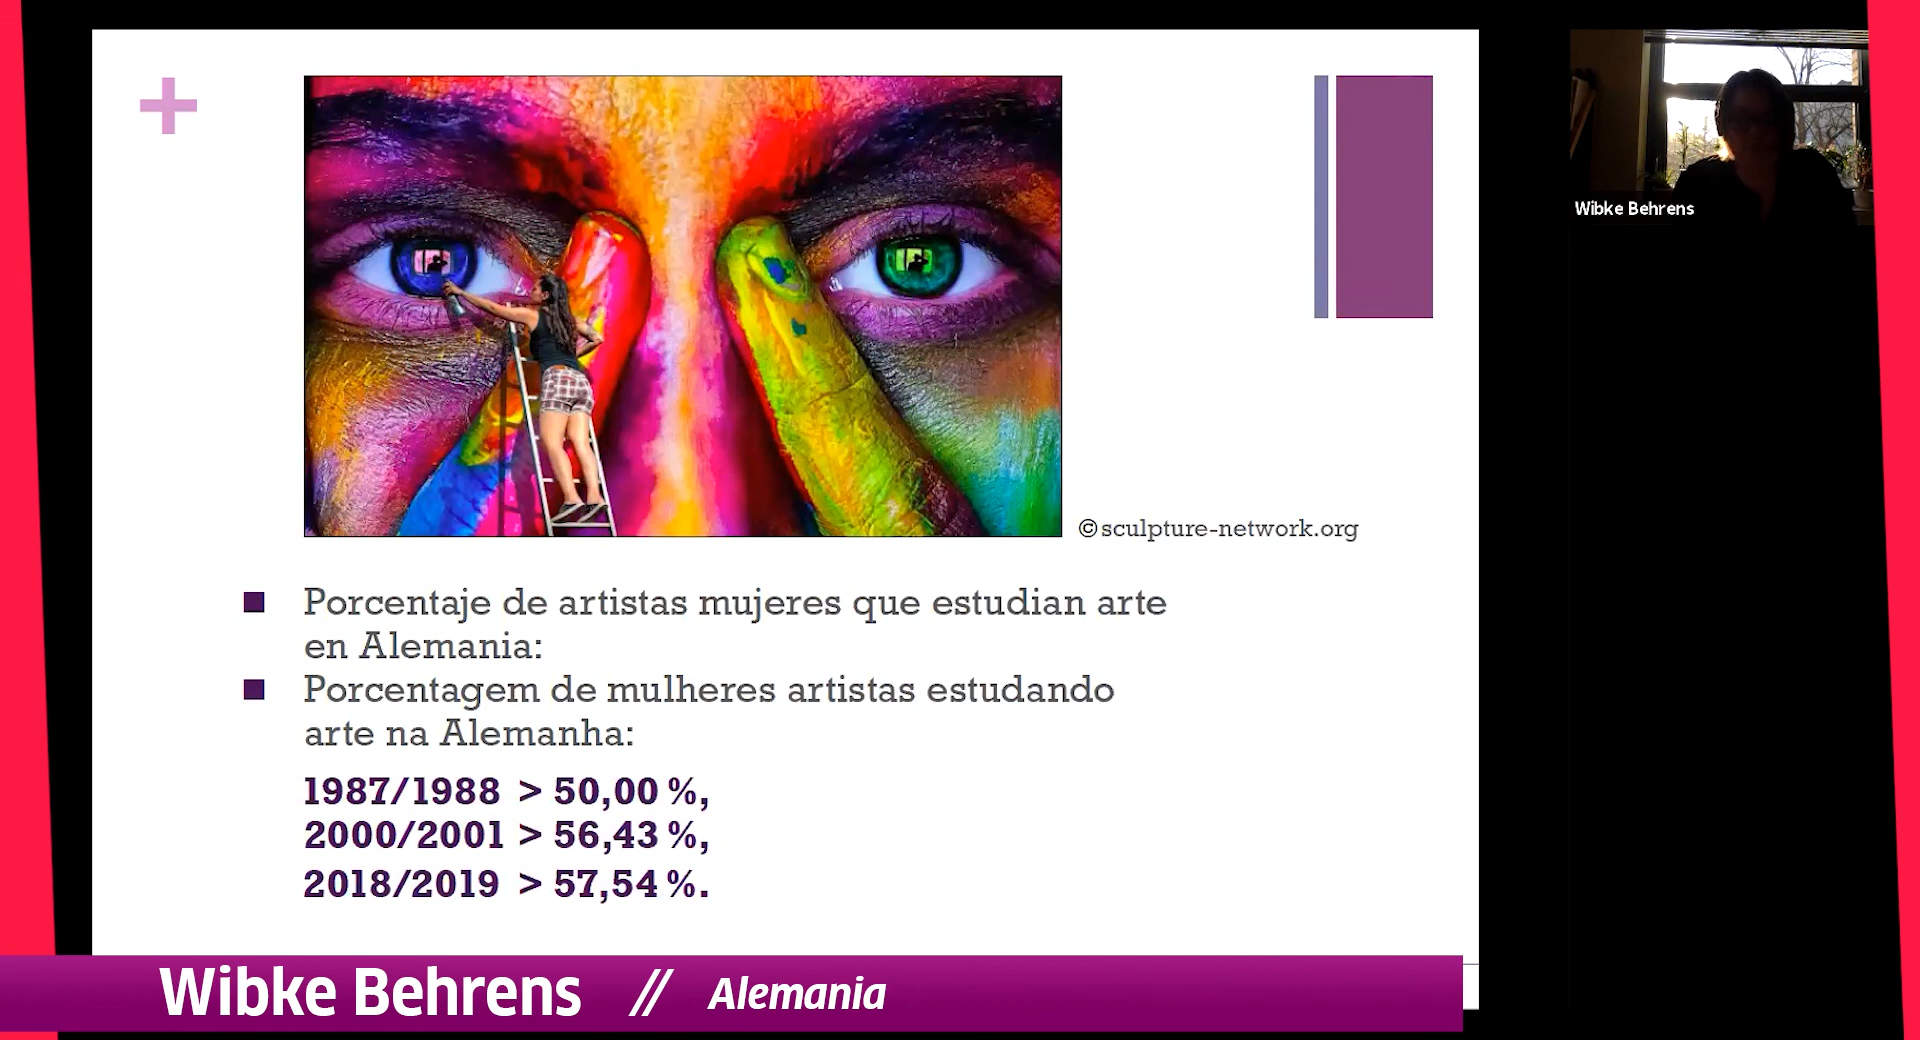 Wibke Behrens
© sculpture-network.org
■ Porcentaje de artistas mujeres que estudian arte
en Alemania:
■ Porcentagem de mulheres artistas estudando
arte na Alemanha:
1987/1988 > 50,00 %,
2000/2001 > 56,43 %,
2018/2019 > 57,54 %.
Wibke Behrens // Alemania